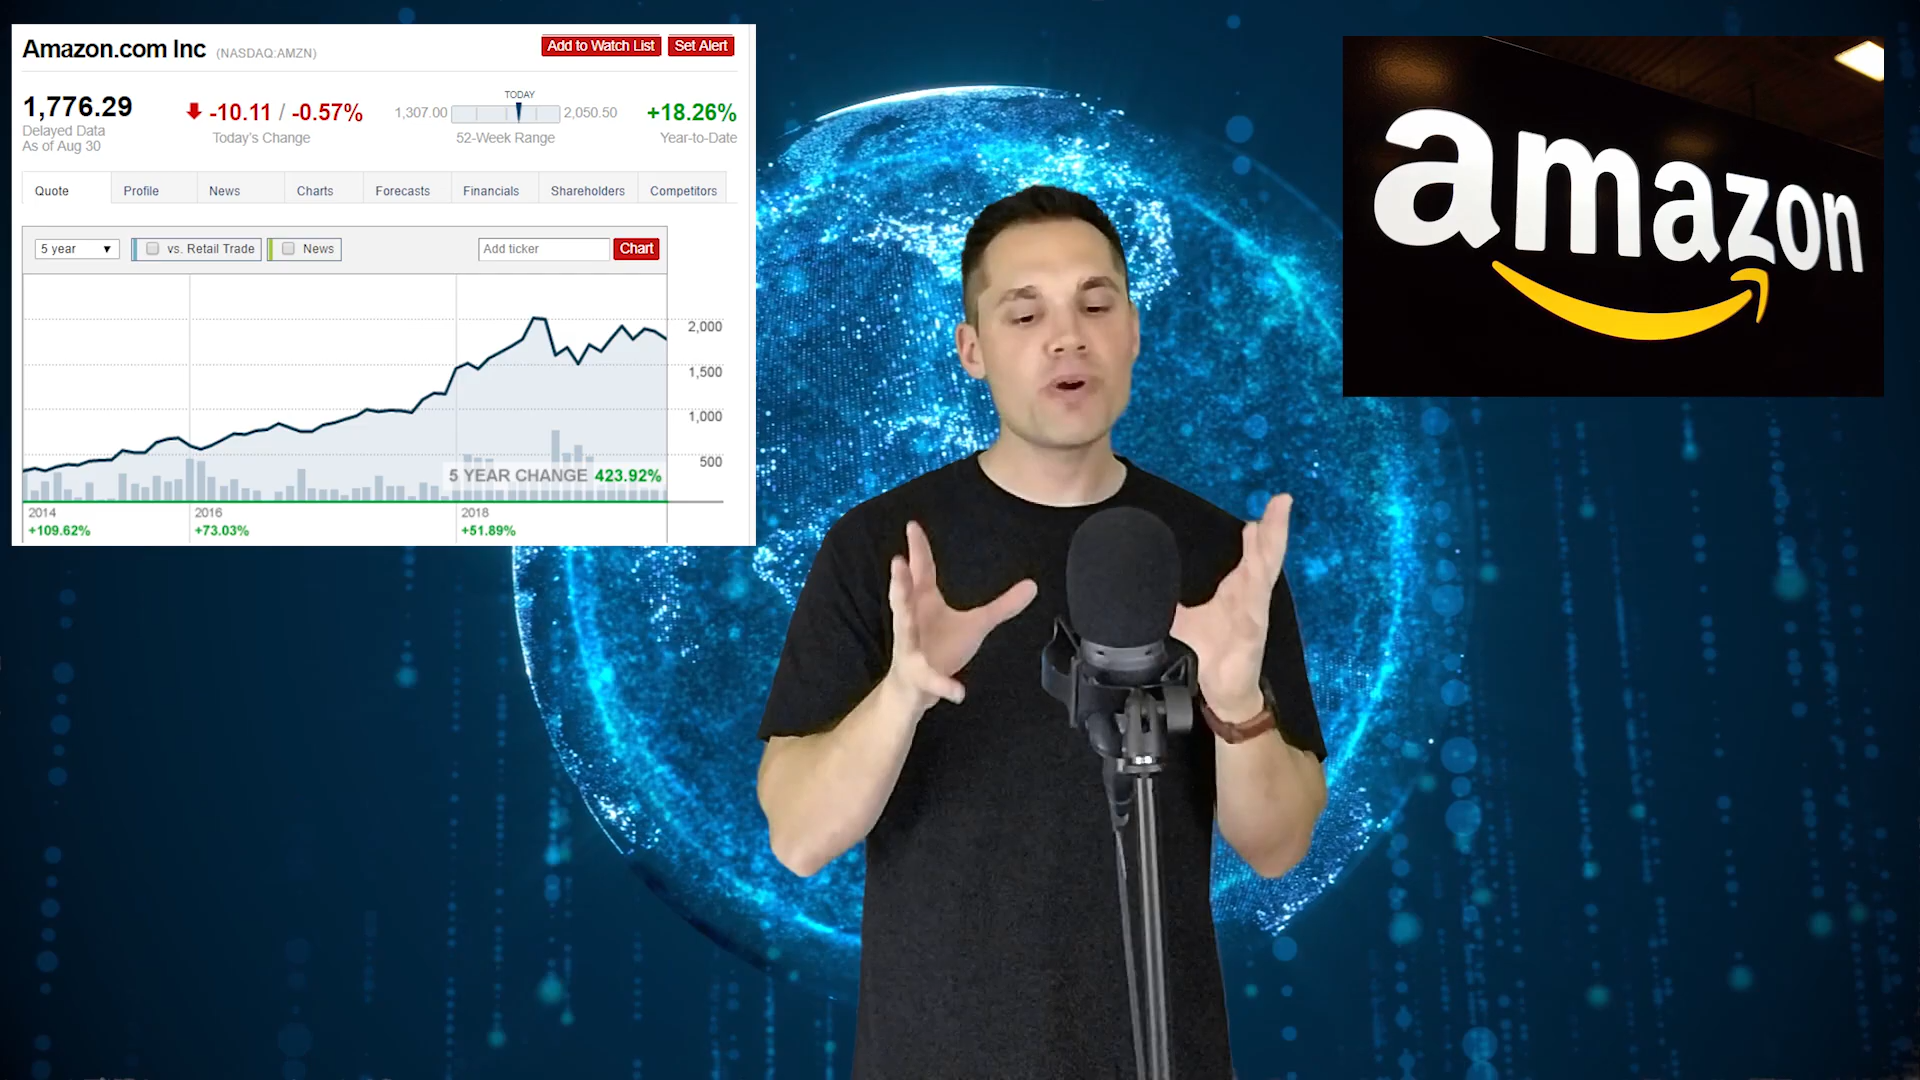 Amazon.com Inc (NASDAQ:AMZN)
Add to Watch List Set Alert
1,776.29
Delayed Data
As of Aug 30
-10.11 / -0.57%
Today's Change
TODAY
1,307.00 2,050.50
52-Week Range
+18.26%
Year-to-Date
Quote Profile News Charts Forecasts Financials Shareholders Competitors
5 year vs. Retail Trade News Add ticker Chart
2,000
1,500
1,000
500
5 YEAR CHANGE 423.92%
2014 2016 2018
+109.62% +73.03% +51.89%
amazon